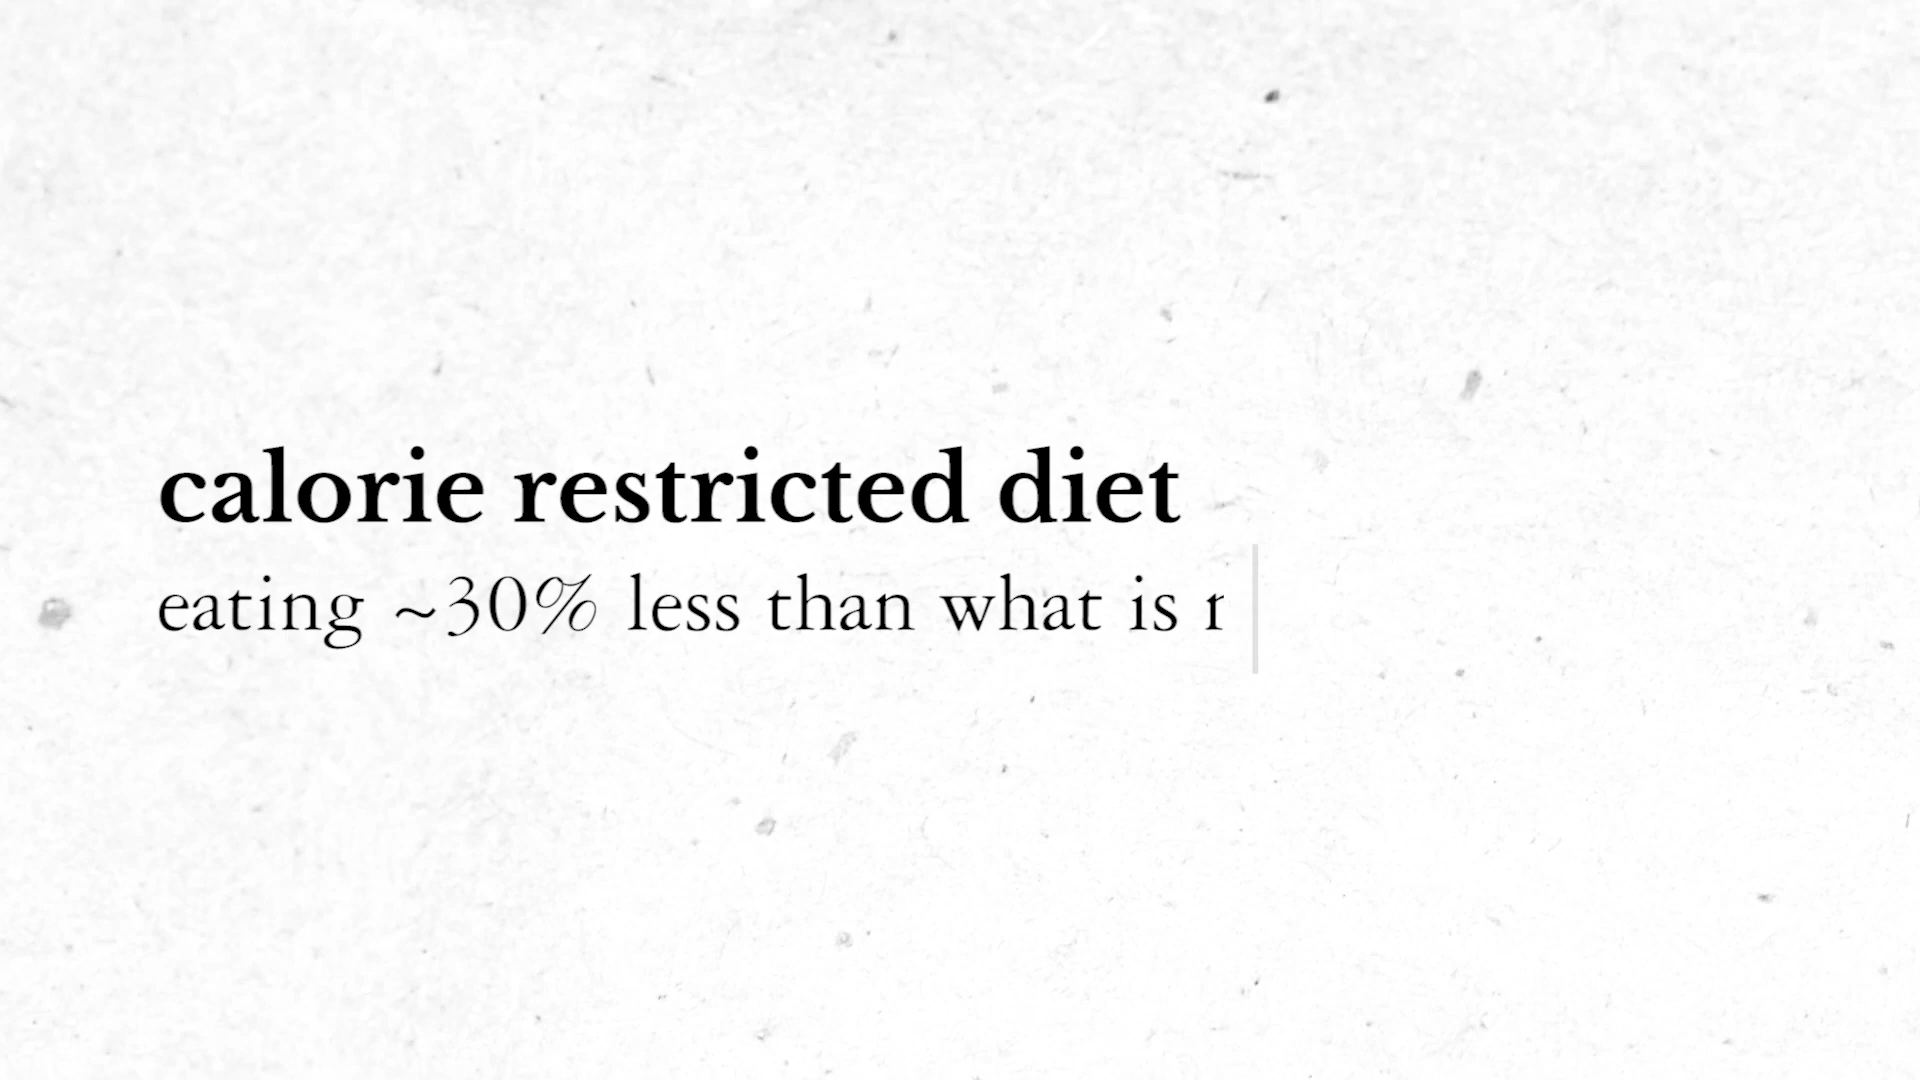 calorie restricted diet
eating ~30% less than what is r